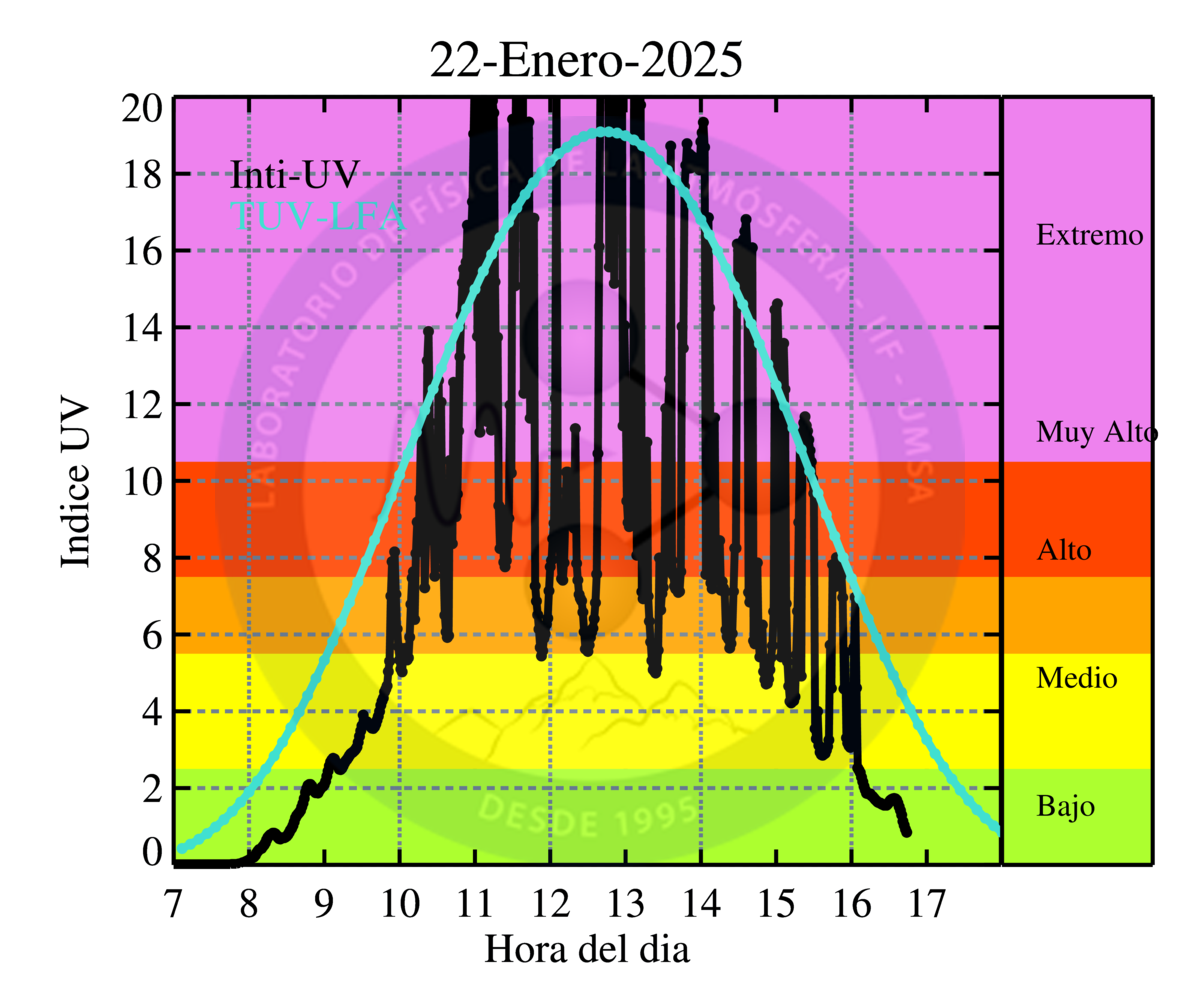 22-Enero-2025
Inti-UV
TUV-LFA
Indice UV
20
18
16
14
12
10
8
6
4
2
0
7 8 9 10 11 12 13 14 15 16 17
Hora del dia
Extremo
Muy Alto
Alto
Medio
Bajo
LABORATORIO DE FÍSICA DE LA ATMÓSFERA - IIF - UMSA
DESDE 1995